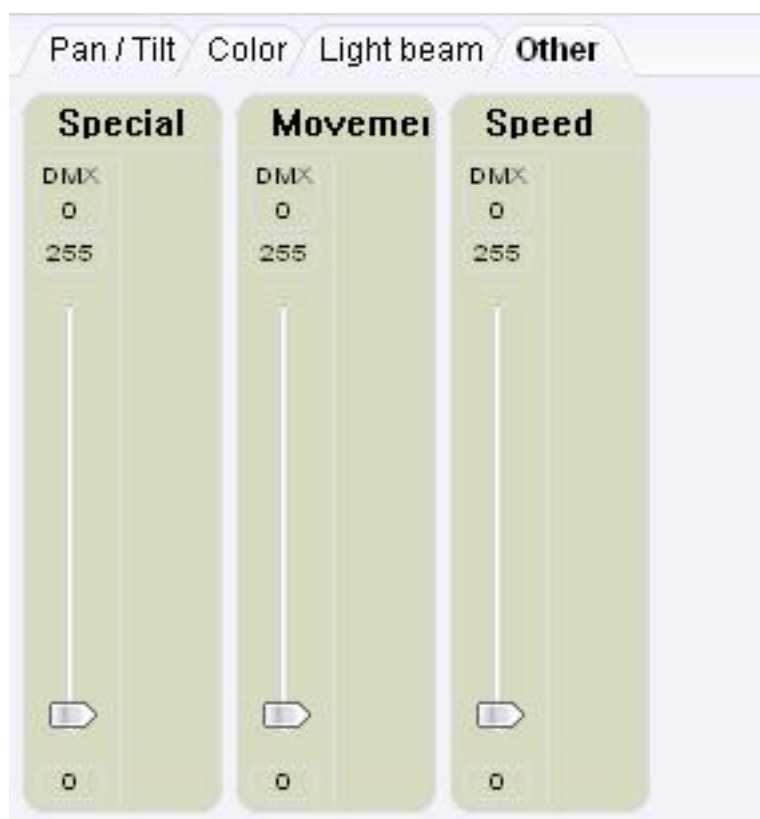 Pan / Tilt Color Light beam Other
Special Movemer Speed
DMX DMX DMX
0 0 0
255 255 255
0 0 0